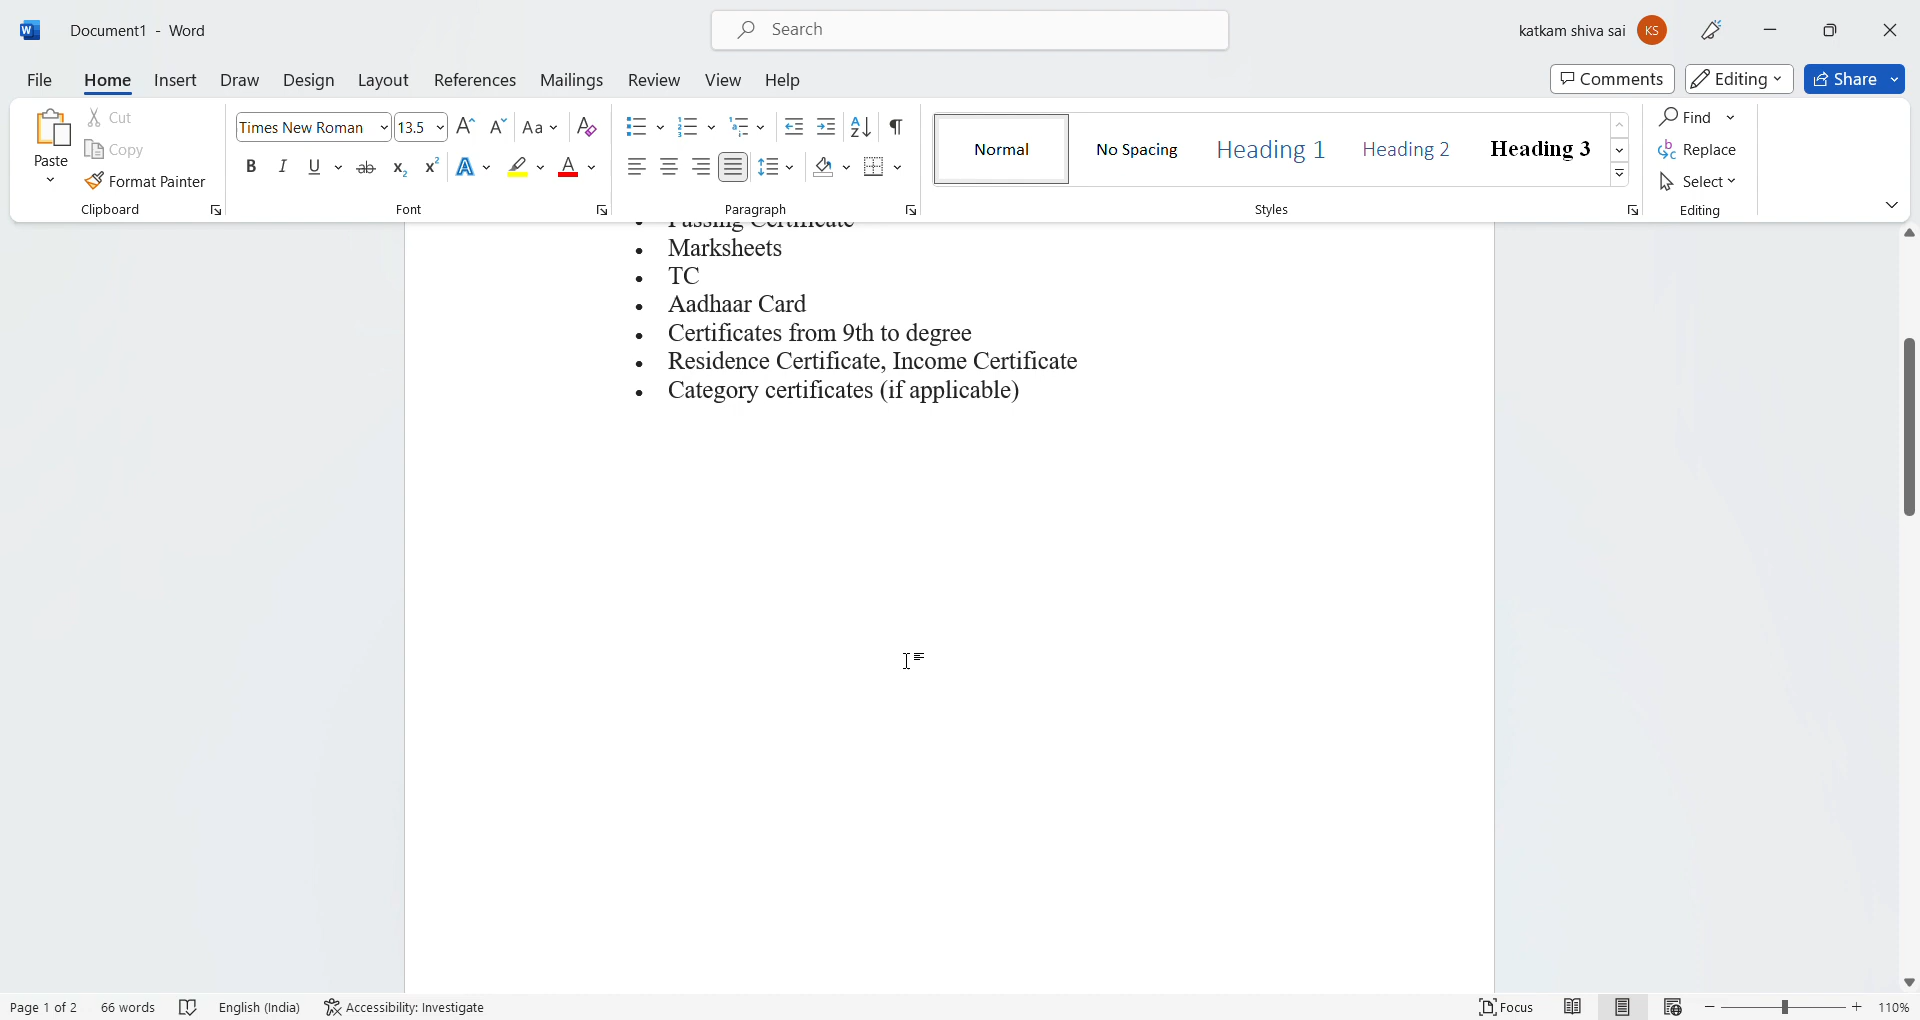 Document1 - Word
Search
katkam shiva sai KS
File Home Insert Draw Design Layout References Mailings Review View Help
Comments Editing Share
Paste
Cut
Copy
Format Painter
Clipboard
Times New Roman 13.5
Font
Paragraph
Normal No Spacing Heading 1 Heading 2 Heading 3
Styles
Find
Replace
Select
Editing
• Passing Certificate
• Marksheets
• TC
• Aadhaar Card
• Certificates from 9th to degree
• Residence Certificate, Income Certificate
• Category certificates (if applicable)
Page 1 of 2 66 words English (India) Accessibility: Investigate Focus 110%